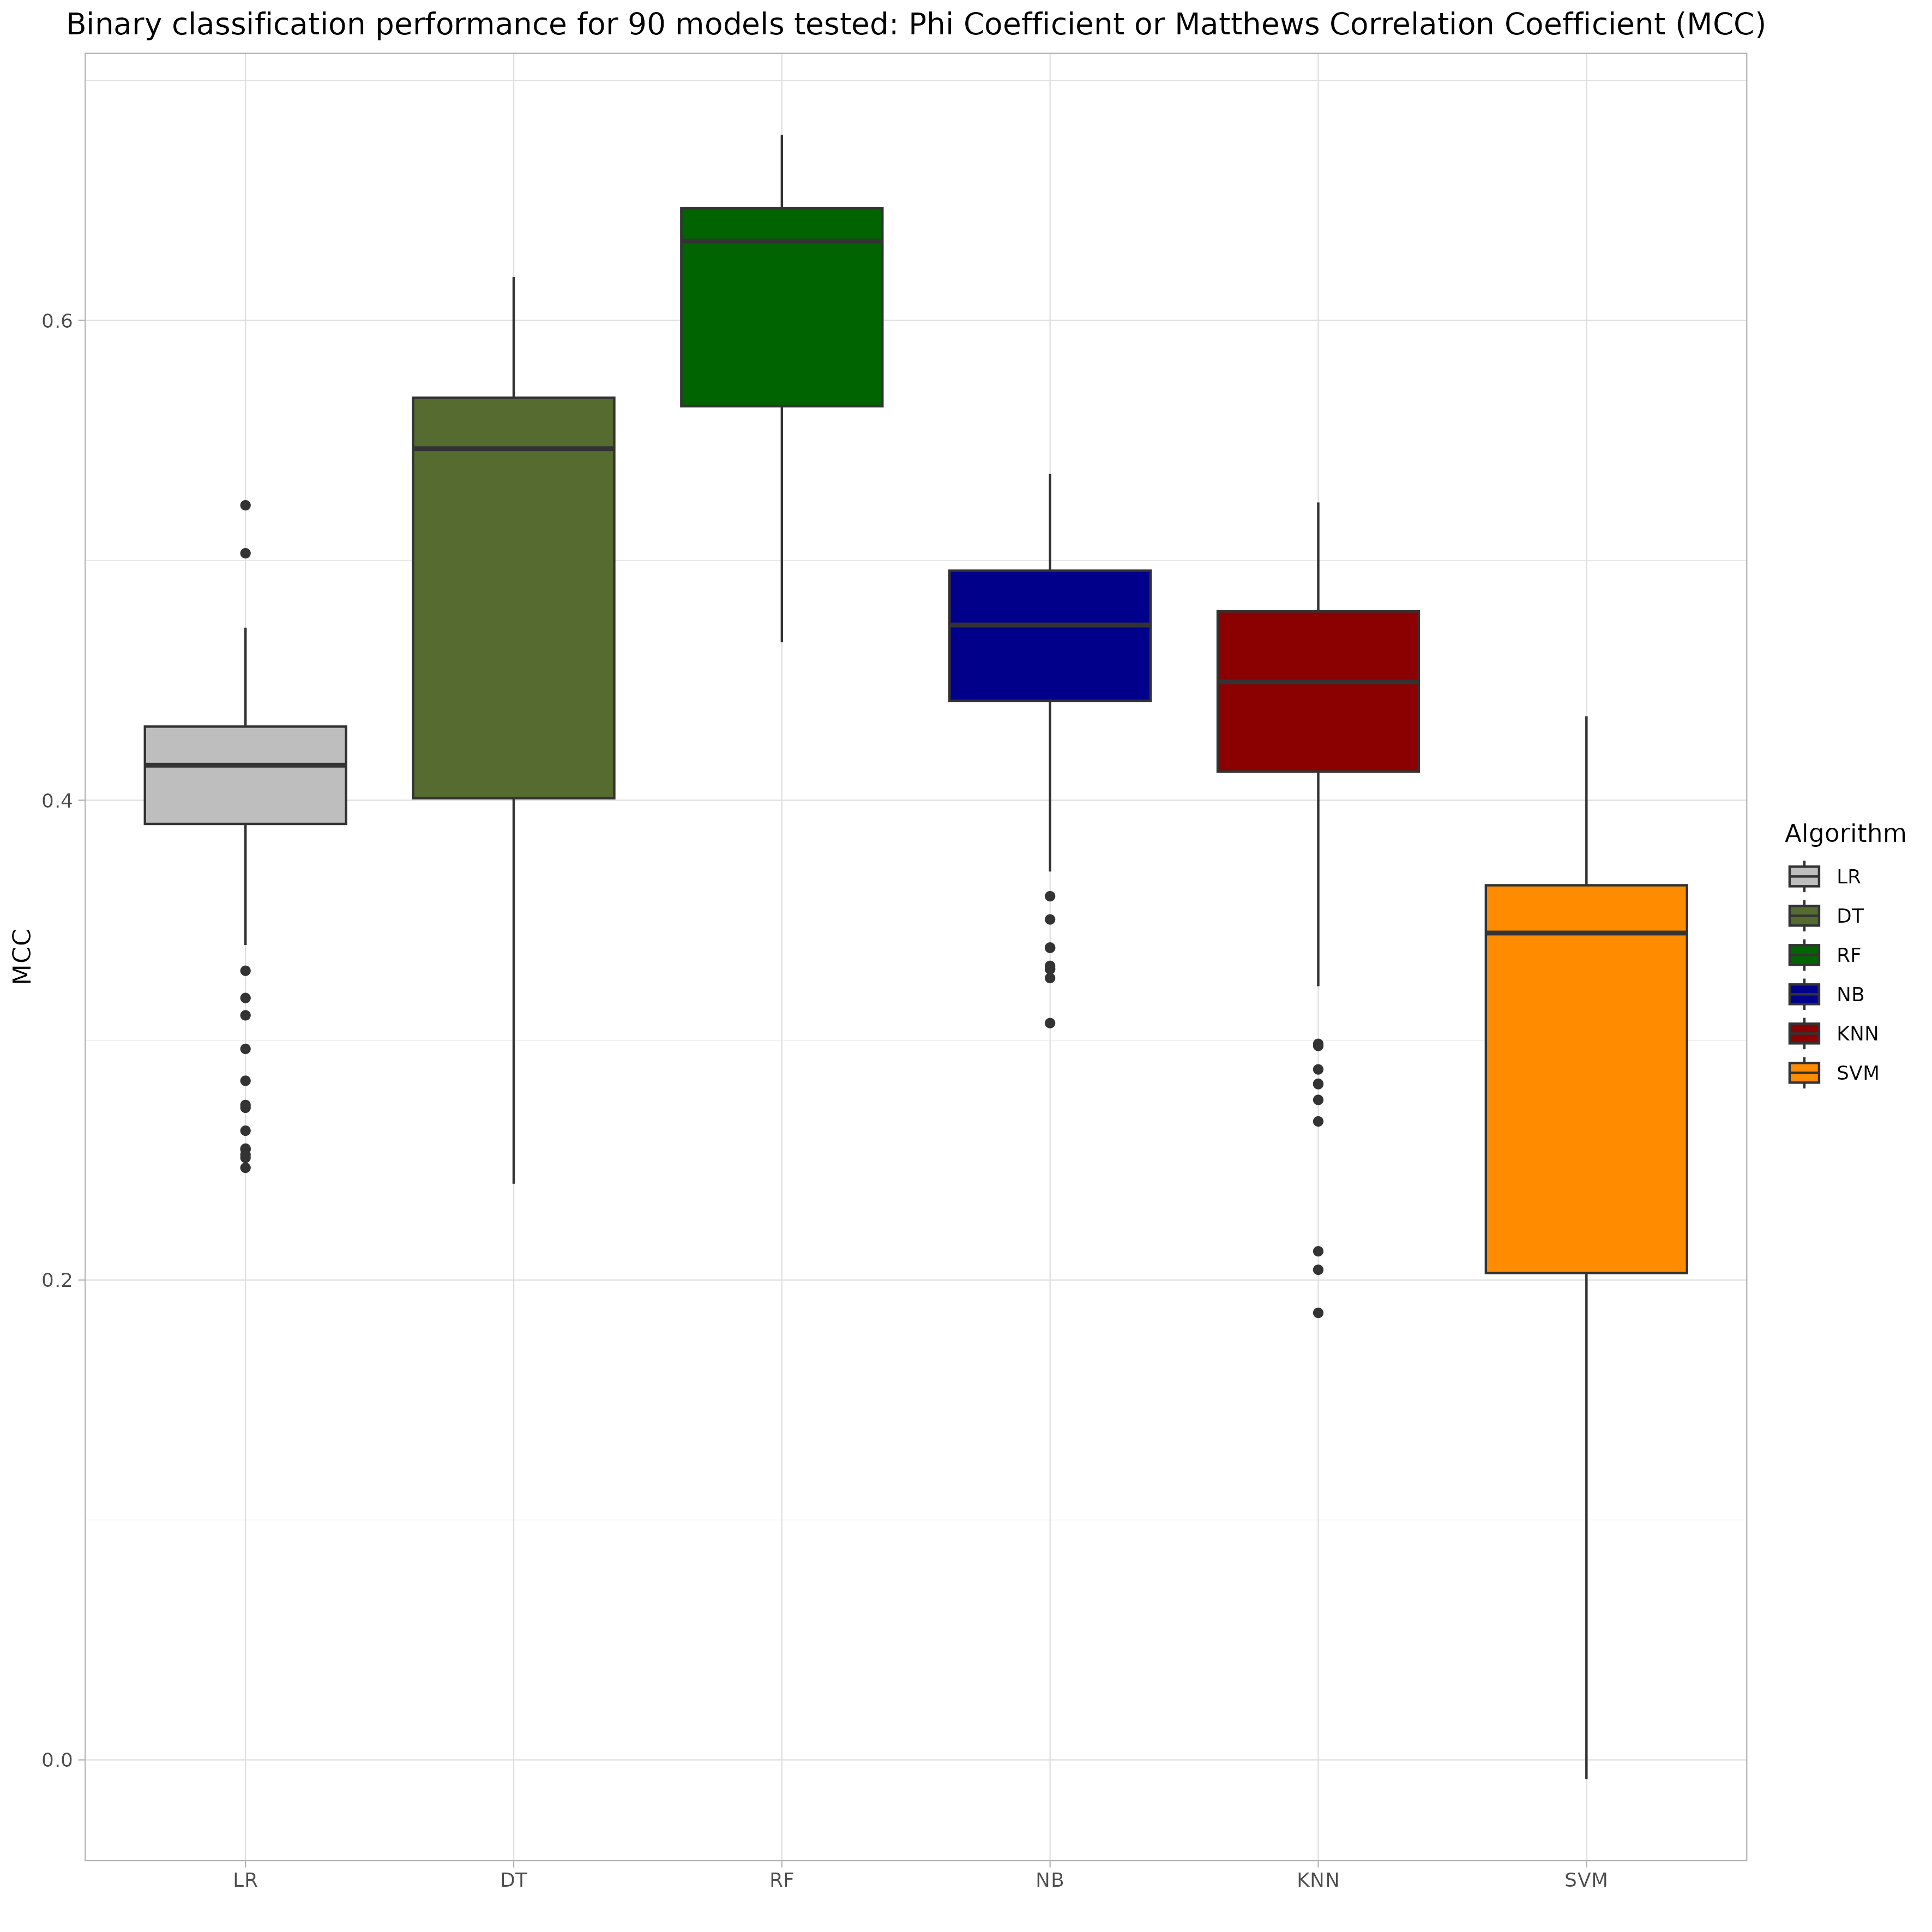 Binary classification performance for 90 models tested: Phi Coefficient or Matthews Correlation Coefficient (MCC)
MCC
0.6
0.4
0.2
0.0
LR
DT
RF
NB
KNN
SVM
Algorithm
LR
DT
RF
NB
KNN
SVM